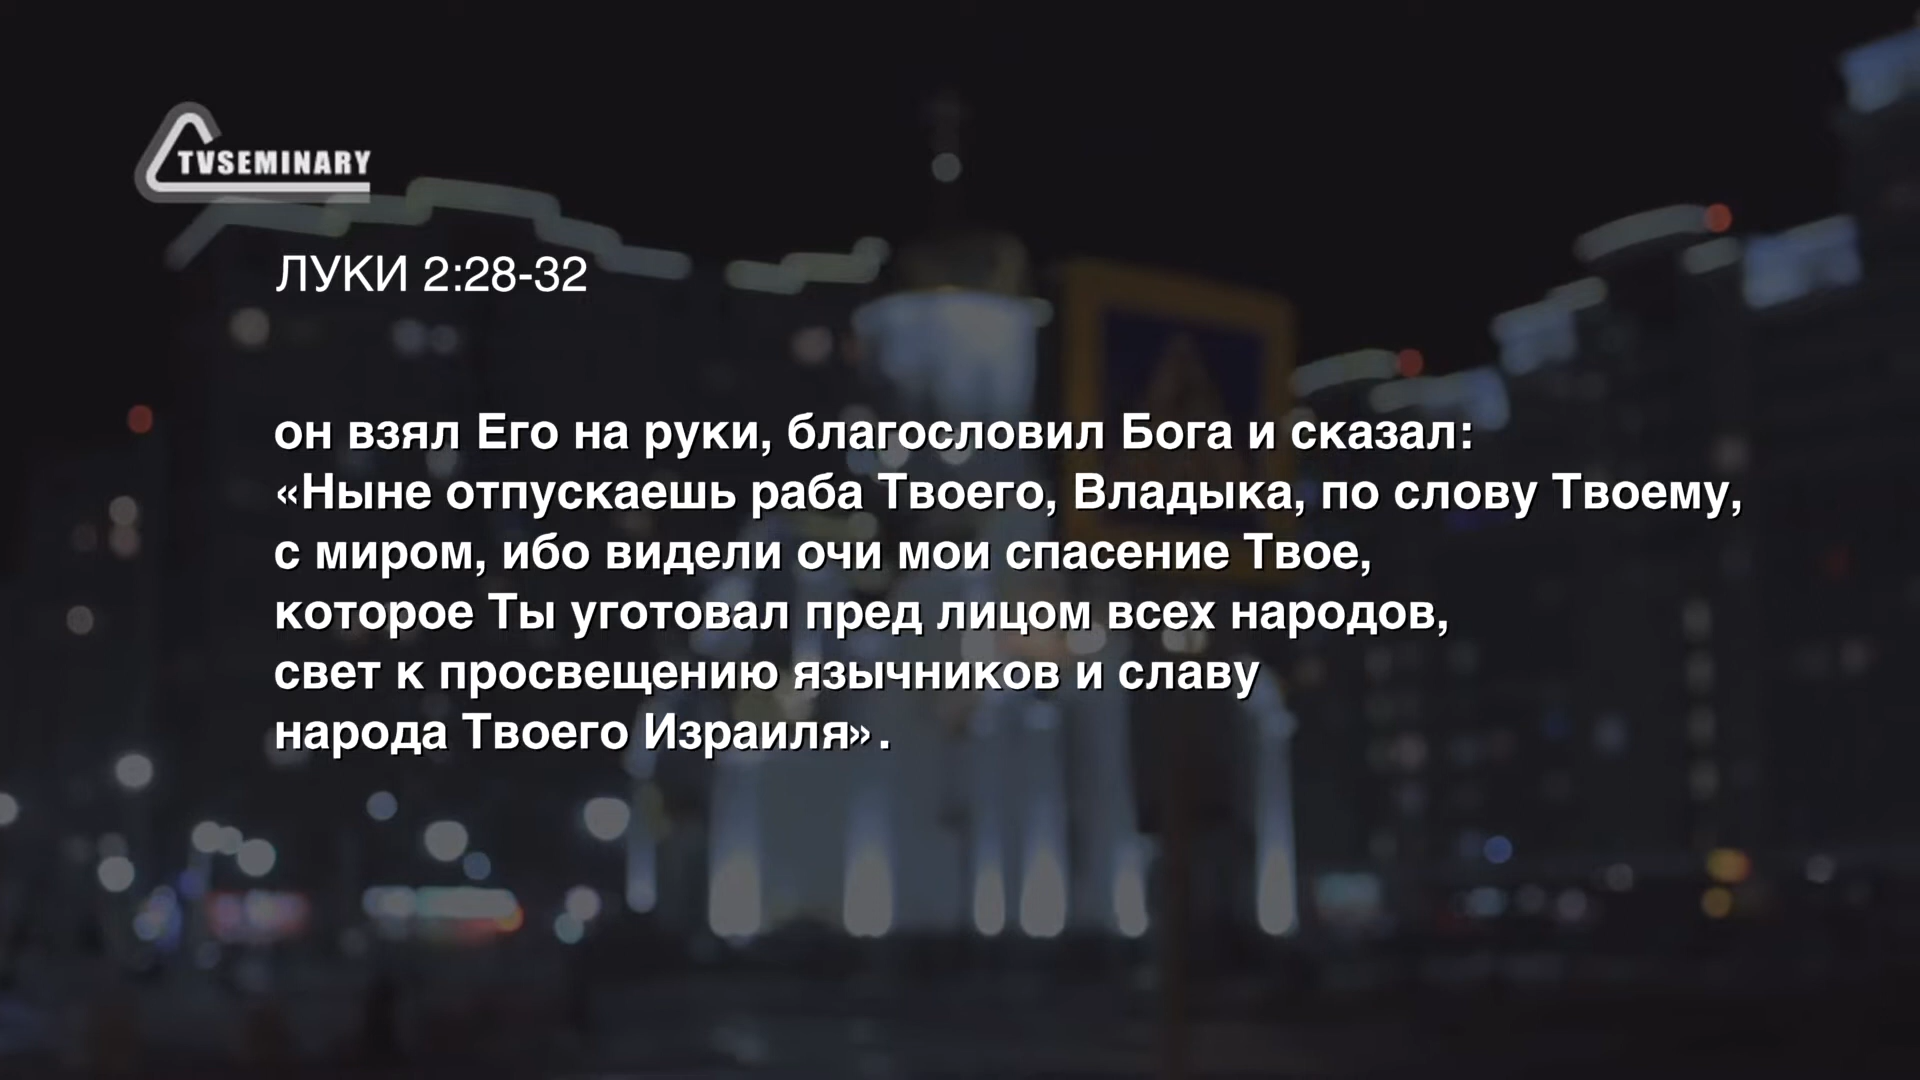 TVSEMINARY
ЛУКИ 2:28-32
он взял Его на руки, благословил Бога и сказал:
«Ныне отпускаешь раба Твоего, Владыка, по слову Твоему,
с миром, ибо видели очи мои спасение Твое,
которое Ты уготовал пред лицом всех народов,
свет к просвещению язычников и славу
народа Твоего Израиля».